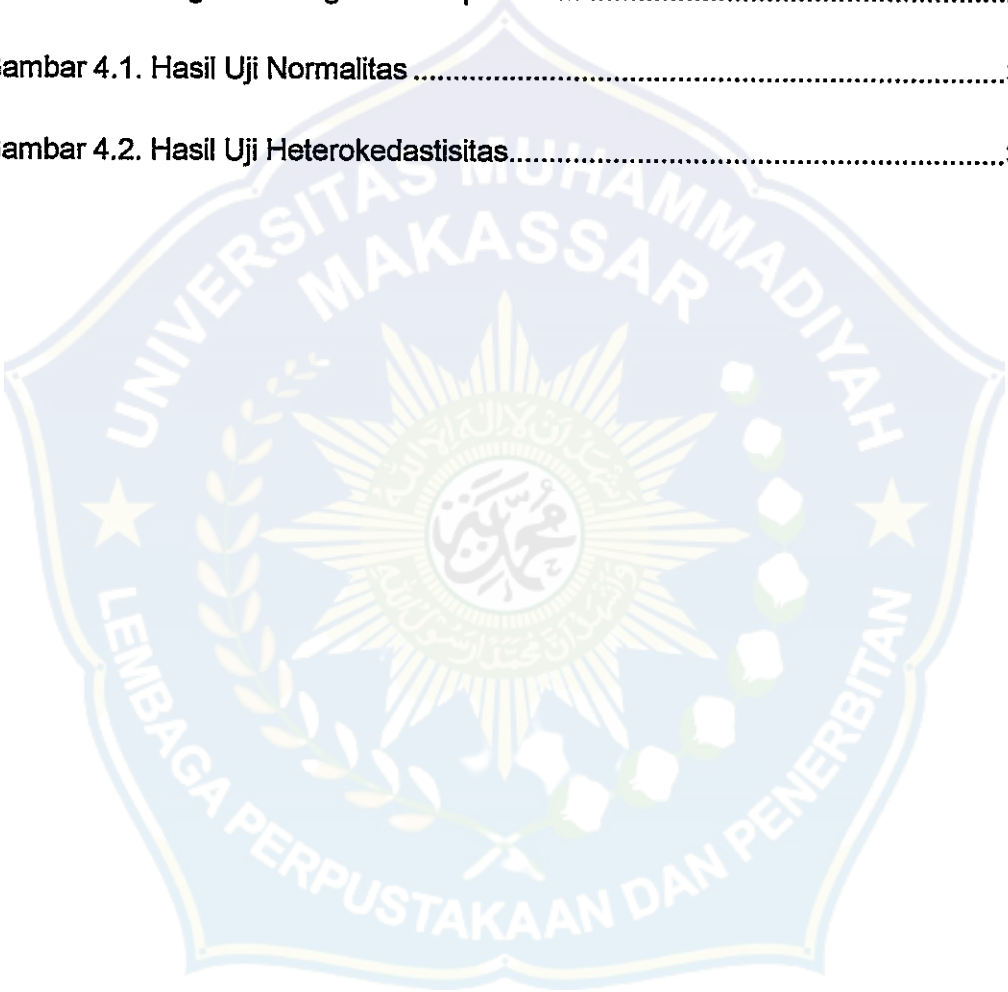 ambar 4.1. Hasil Uji Normalitas ........................................................................
ambar 4.2. Hasil Uji Heterokedastisitas............................................................
UNIVERSITAS MUHAMMADIYAH
MAKASSAR
محمدية
LEMBAGA PERPUSTAKAAN DAN PENERBITAN